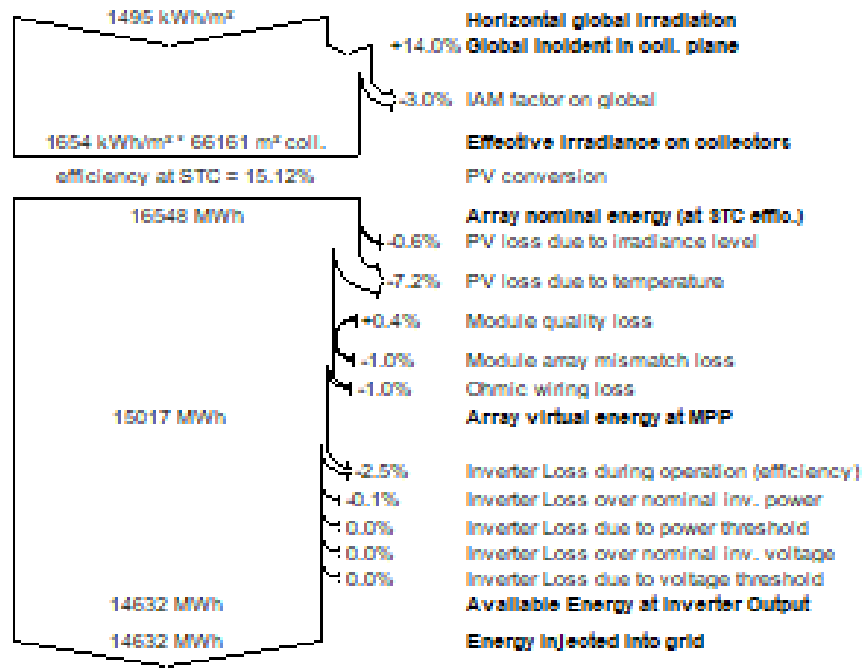 1495 kWh/m² Horizontal global irradiation
+14.0% Global incident in coll. plane
-3.0% IAM factor on global
1654 kWh/m² * 66161 m² coll. Effective irradiance on collectors
efficiency at STC = 15.12% PV conversion
16548 MWh Array nominal energy (at STC effic.)
-0.6% PV loss due to irradiance level
-7.2% PV loss due to temperature
+0.4% Module quality loss
-1.0% Module array mismatch loss
-1.0% Ohmic wiring loss
15017 MWh Array virtual energy at MPP
-2.5% Inverter Loss during operation (efficiency)
-0.1% Inverter Loss over nominal inv. power
0.0% Inverter Loss due to power threshold
0.0% Inverter Loss over nominal inv. voltage
0.0% Inverter Loss due to voltage threshold
14632 MWh Available Energy at Inverter Output
14632 MWh Energy injected into grid